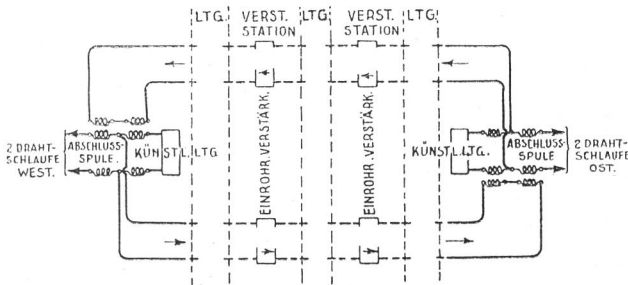 LTG.
VERST.
STATION
LTG
VERST.
STATION
LTG.
2 DRAHT-
SCHLAUFE
WEST.
ABSCHLUSS-
SPULE.
KÜNSTL. LTG.
EINROHR.VERSTÄRK.
EINROHR.VERSTÄRK.
KÜNSTL.LTG.
ABSCHLUSS-
SPULE
2 DRAHT-
SCHLAUFE
OST.